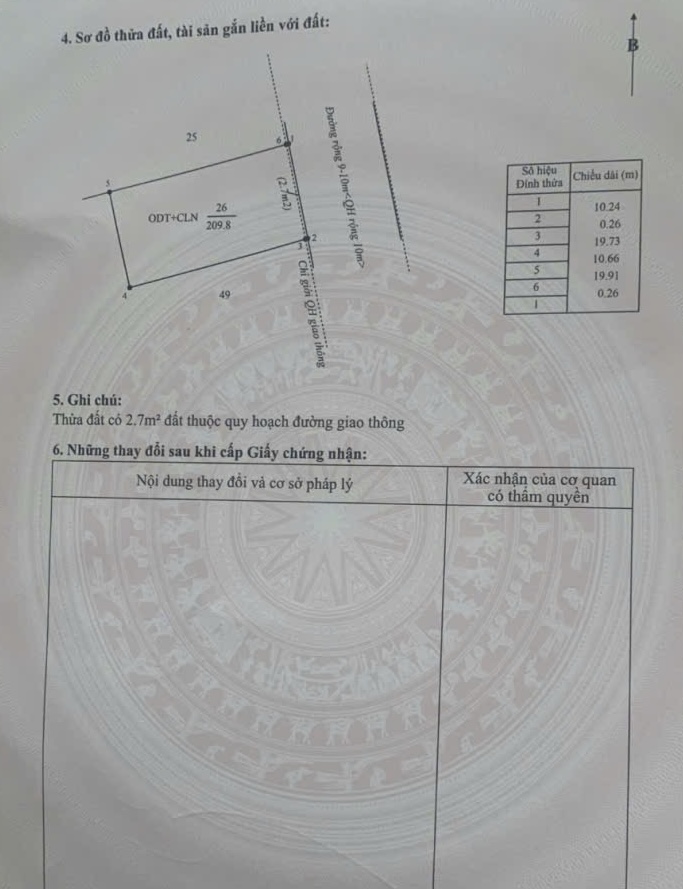 4. Sơ đồ thửa đất, tài sản gắn liền với đất:
B
25
6
1
5
ODT+CLN 26
209.8
(2.7m2)
Đường rộng 9-10m<QH rộng 10m>
2
3
Chỉ giới QH giao thông
4
49
Số hiệu Đỉnh thửa
Chiều dài (m)
1
10.24
2
0.26
3
19.73
4
10.66
5
19.91
6
0.26
1
5. Ghi chú:
Thửa đất có 2.7m² đất thuộc quy hoạch đường giao thông
6. Những thay đổi sau khi cấp Giấy chứng nhận:
Nội dung thay đổi và cơ sở pháp lý
Xác nhận của cơ quan
có thẩm quyền